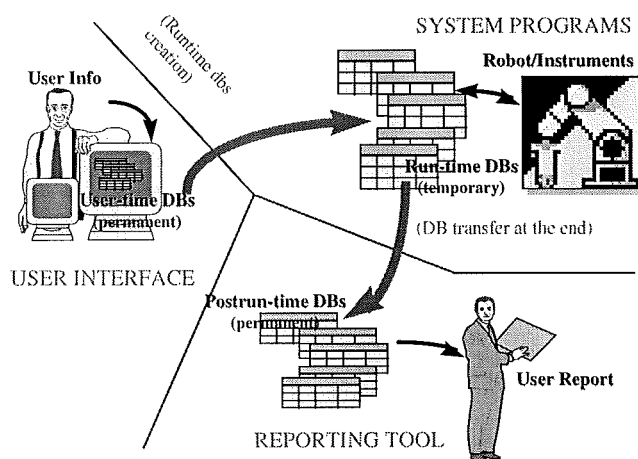 SYSTEM PROGRAMS
(Runtime dbs
creation)
User Info
Robot/Instruments
User-time DBs
(permanent)
Run-time DBs
(temporary)
(DB transfer at the end)
USER INTERFACE
Postrun-time DBs
(permanent)
User Report
REPORTING TOOL